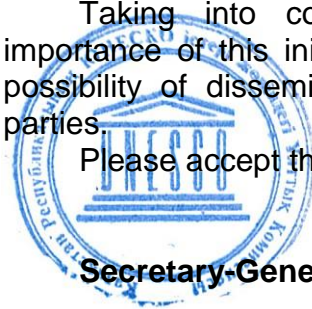 Taking into co
importance of this ini
possibility of dissemi
parties.
Please accept th
Secretary-Gene
UNESCO